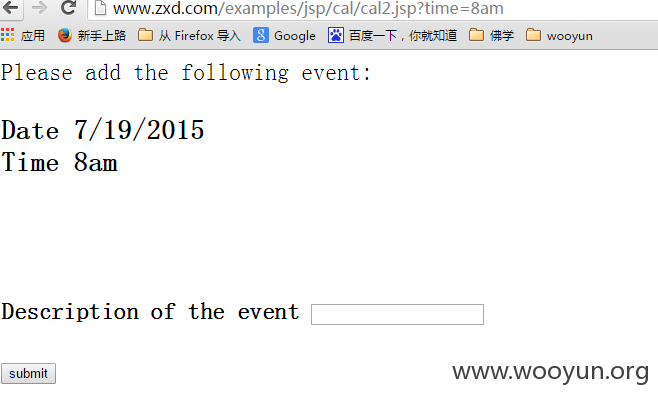 www.zxd.com/examples/jsp/cal/cal2.jsp?time=8am
应用 新手上路 从 Firefox 导入 Google 百度一下，你就知道 佛学 wooyun
Please add the following event:
Date 7/19/2015
Time 8am
Description of the event
submit
www.wooyun.org